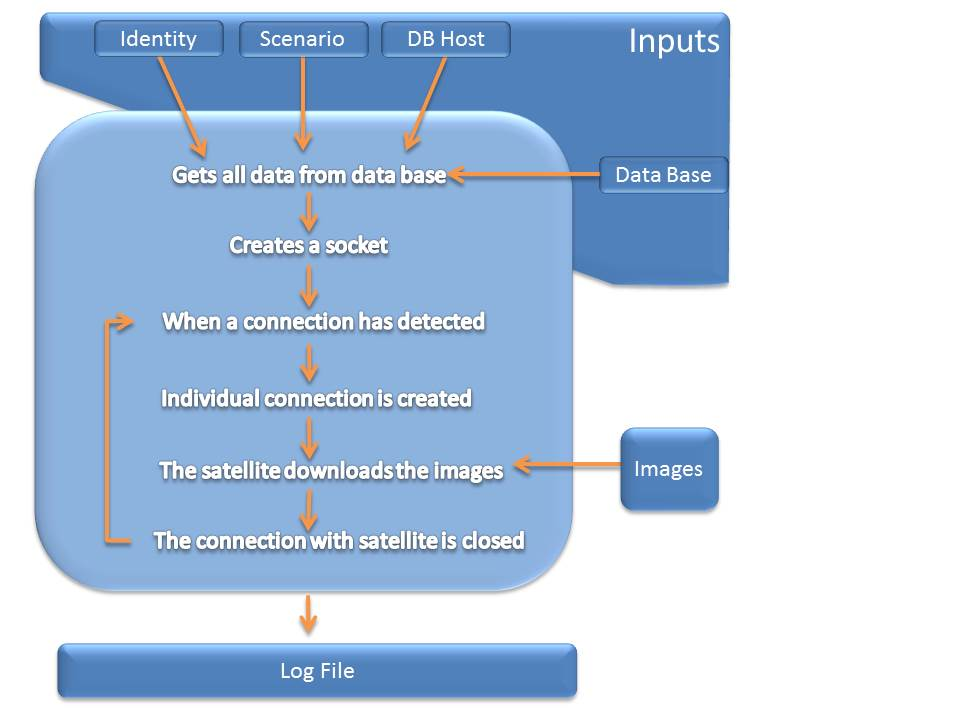 Identity
Scenario
DB Host
Inputs
Gets all data from data base
Data Base
Creates a socket
When a connection has detected
Individual connection is created
The satellite downloads the images
Images
The connection with satellite is closed
Log File